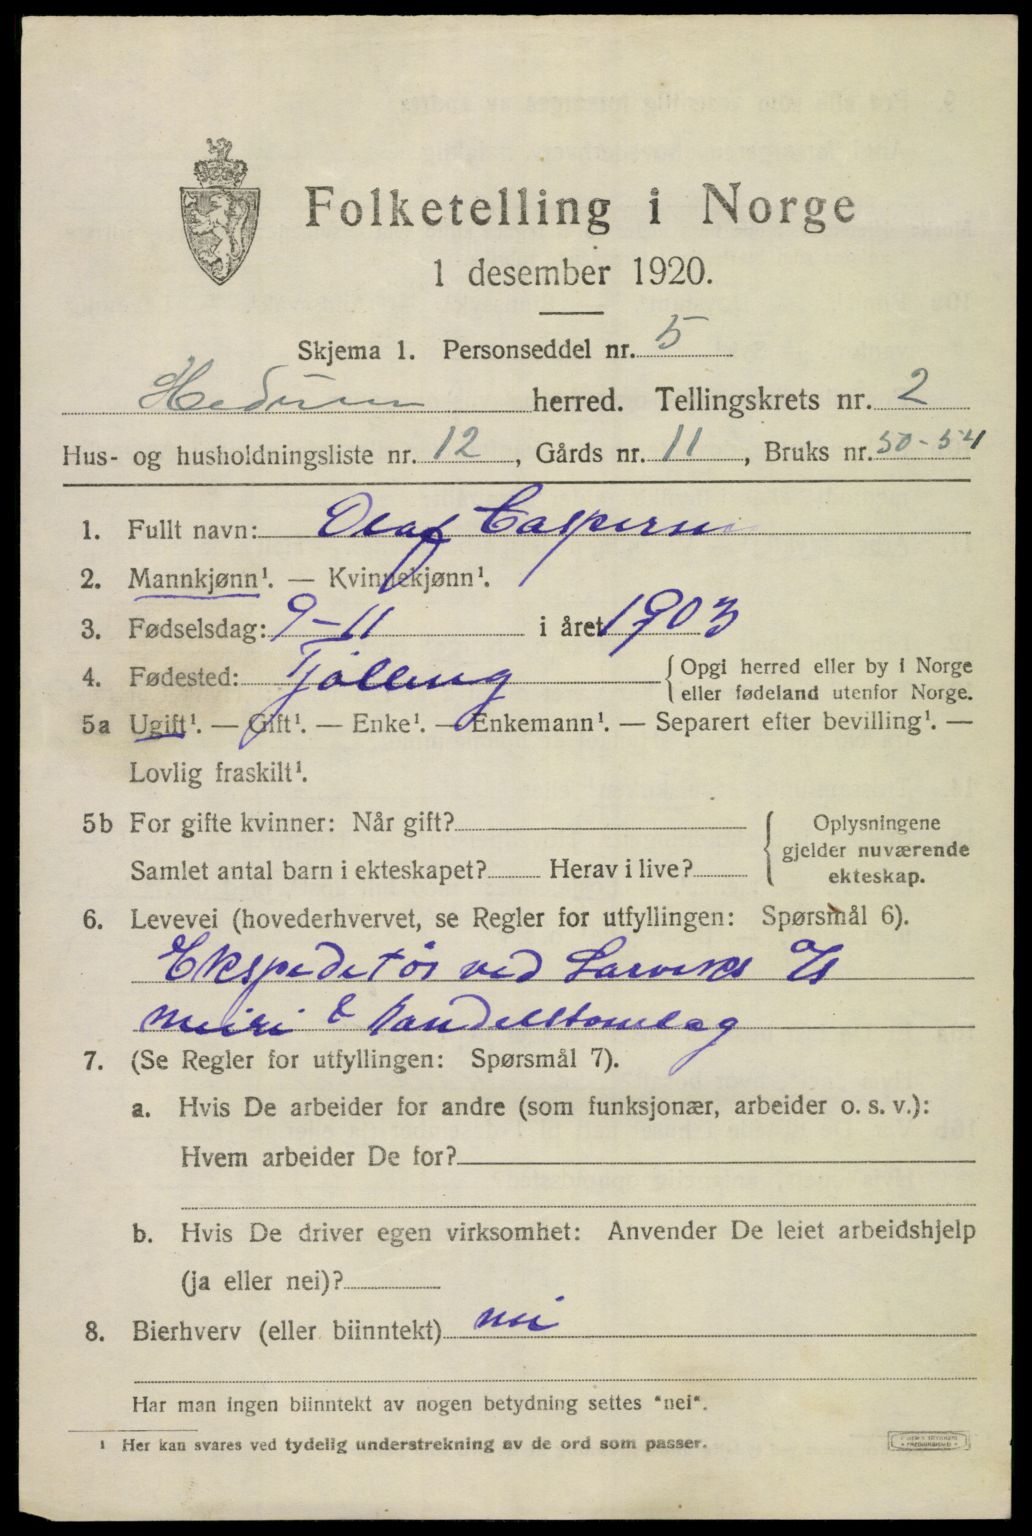 Folketelling i Norge
1 desember 1920.
Skjema 1. Personseddel nr. 5
Hedrum herred. Tellingskrets nr. 2
Hus- og husholdningsliste nr. 12, Gårds nr. 11, Bruks nr. 50-54
1. Fullt navn: Olaf Caspersen
2. Mannkjønn¹. — Kvinnekjønn¹.
3. Fødselsdag: 9-11 i året 1903
4. Fødested: Tjølling {Opgi herred eller by i Norge
eller fødeland utenfor Norge.
5a Ugift¹. — Gift¹. — Enke¹. — Enkemann¹. — Separert efter bevilling¹. —
Lovlig fraskilt¹.
5b For gifte kvinner: Når gift? { Oplysningene
gjelder nuværende
Samlet antal barn i ekteskapet? Herav i live?
ekteskap.
6. Levevei (hovederhvervet, se Regler for utfyllingen: Spørsmål 6).
Ekspeditør ved Larviks
Meieri & handelslag
7. (Se Regler for utfyllingen: Spørsmål 7).
a. Hvis De arbeider for andre (som funksjonær, arbeider o. s. v.):
Hvem arbeider De for?
b. Hvis De driver egen virksomhet: Anvender De leiet arbeidshjelp
(ja eller nei)?
8. Bierhverv (eller biinntekt) nei
Har man ingen biinntekt av nogen betydning settes "nei".
¹ Her kan svares ved tydelig understrekning av de ord som passer.